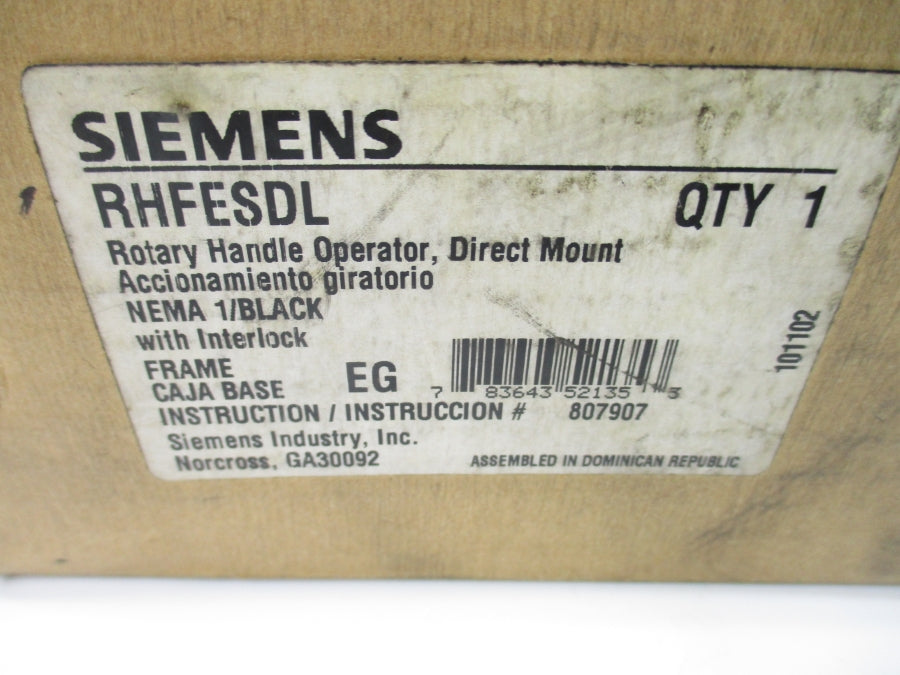 SIEMENS
RHFESDL QTY 1
Rotary Handle Operator, Direct Mount
Accionamiento giratorio
NEMA 1/BLACK
with Interlock
FRAME
CAJA BASE EG
7 83643 52135 3
INSTRUCTION / INSTRUCCION # 807907
Siemens Industry, Inc.
Norcross, GA30092
ASSEMBLED IN DOMINICAN REPUBLIC
101102